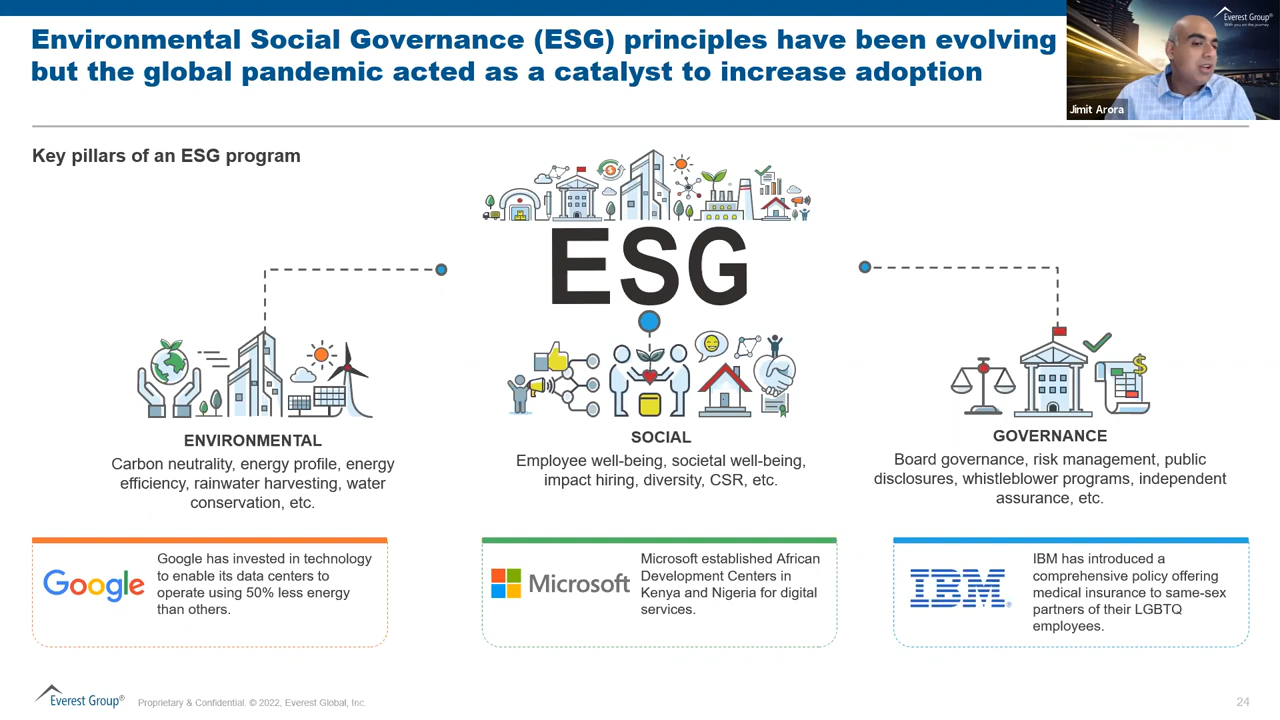 Environmental Social Governance (ESG) principles have been evolving
but the global pandemic acted as a catalyst to increase adoption
Everest Group®
With you on the journey
Jimit Arora
Key pillars of an ESG program
ESG
ENVIRONMENTAL
Carbon neutrality, energy profile, energy
efficiency, rainwater harvesting, water
conservation, etc.
SOCIAL
Employee well-being, societal well-being,
impact hiring, diversity, CSR, etc.
GOVERNANCE
Board governance, risk management, public
disclosures, whistleblower programs, independent
assurance, etc.
Google
Google has invested in technology
to enable its data centers to
operate using 50% less energy
than others.
Microsoft
Microsoft established African
Development Centers in
Kenya and Nigeria for digital
services.
IBM®
IBM has introduced a
comprehensive policy offering
medical insurance to same-sex
partners of their LGBTQ
employees.
Everest Group®
Proprietary & Confidential. © 2022, Everest Global, Inc.
24